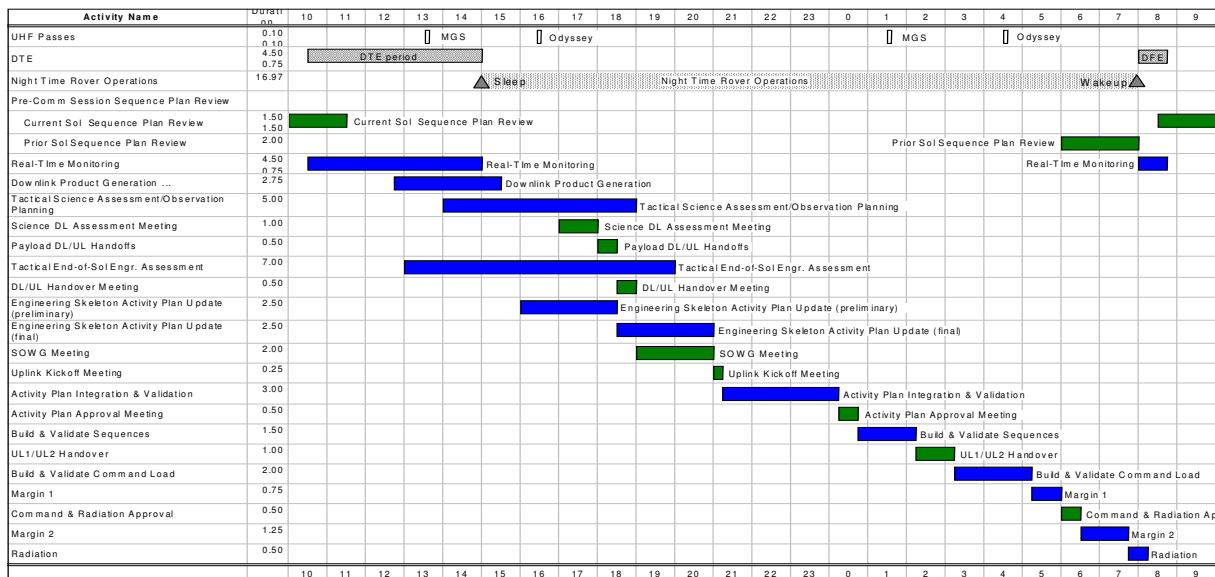 Activity Name Durati on 10 11 12 13 14 15 16 17 18 19 20 21 22 23 0 1 2 3 4 5 6 7 8 9
UHF Passes 0.10 0.10 MGS Odyssey MGS Odyssey
DTE 4.50 0.75 DTE period DFE
Night Time Rover Operations 16.97 Sleep Night Time Rover Operations Wakeup
Pre-Comm Session Sequence Plan Review
Current Sol Sequence Plan Review 1.50 1.50 Current Sol Sequence Plan Review
Prior Sol Sequence Plan Review 2.00 Prior Sol Sequence Plan Review
Real-TIme Monitoring 4.50 0.75 Real-TIme Monitoring Real-TIme Monitoring
Downlink Product Generation ... 2.75 Downlink Product Generation
Tactical Science Assessment/Observation
Planning 5.00 Tactical Science Assessment/Observation Planning
Science DL Assessment Meeting 1.00 Science DL Assessment Meeting
Payload DL/UL Handoffs 0.50 Payload DL/UL Handoffs
Tactical End-of-Sol Engr. Assessment 7.00 Tactical End-of-Sol Engr. Assessment
DL/UL Handover Meeting 0.50 DL/UL Handover Meeting
Engineering Skeleton Activity Plan Update
(preliminary) 2.50 Engineering Skeleton Activity Plan Update (preliminary)
Engineering Skeleton Activity Plan Update
(final) 2.50 Engineering Skeleton Activity Plan Update (final)
SOWG Meeting 2.00 SOWG Meeting
Uplink Kickoff Meeting 0.25 Uplink Kickoff Meeting
Activity Plan Integration & Validation 3.00 Activity Plan Integration & Validation
Activity Plan Approval Meeting 0.50 Activity Plan Approval Meeting
Build & Validate Sequences 1.50 Build & Validate Sequences
UL1/UL2 Handover 1.00 UL1/UL2 Handover
Build & Validate Command Load 2.00 Build & Validate Command Load
Margin 1 0.75 Margin 1
Command & Radiation Approval 0.50 Command & Radiation Ap
Margin 2 1.25 Margin 2
Radiation 0.50 Radiation
10 11 12 13 14 15 16 17 18 19 20 21 22 23 0 1 2 3 4 5 6 7 8 9